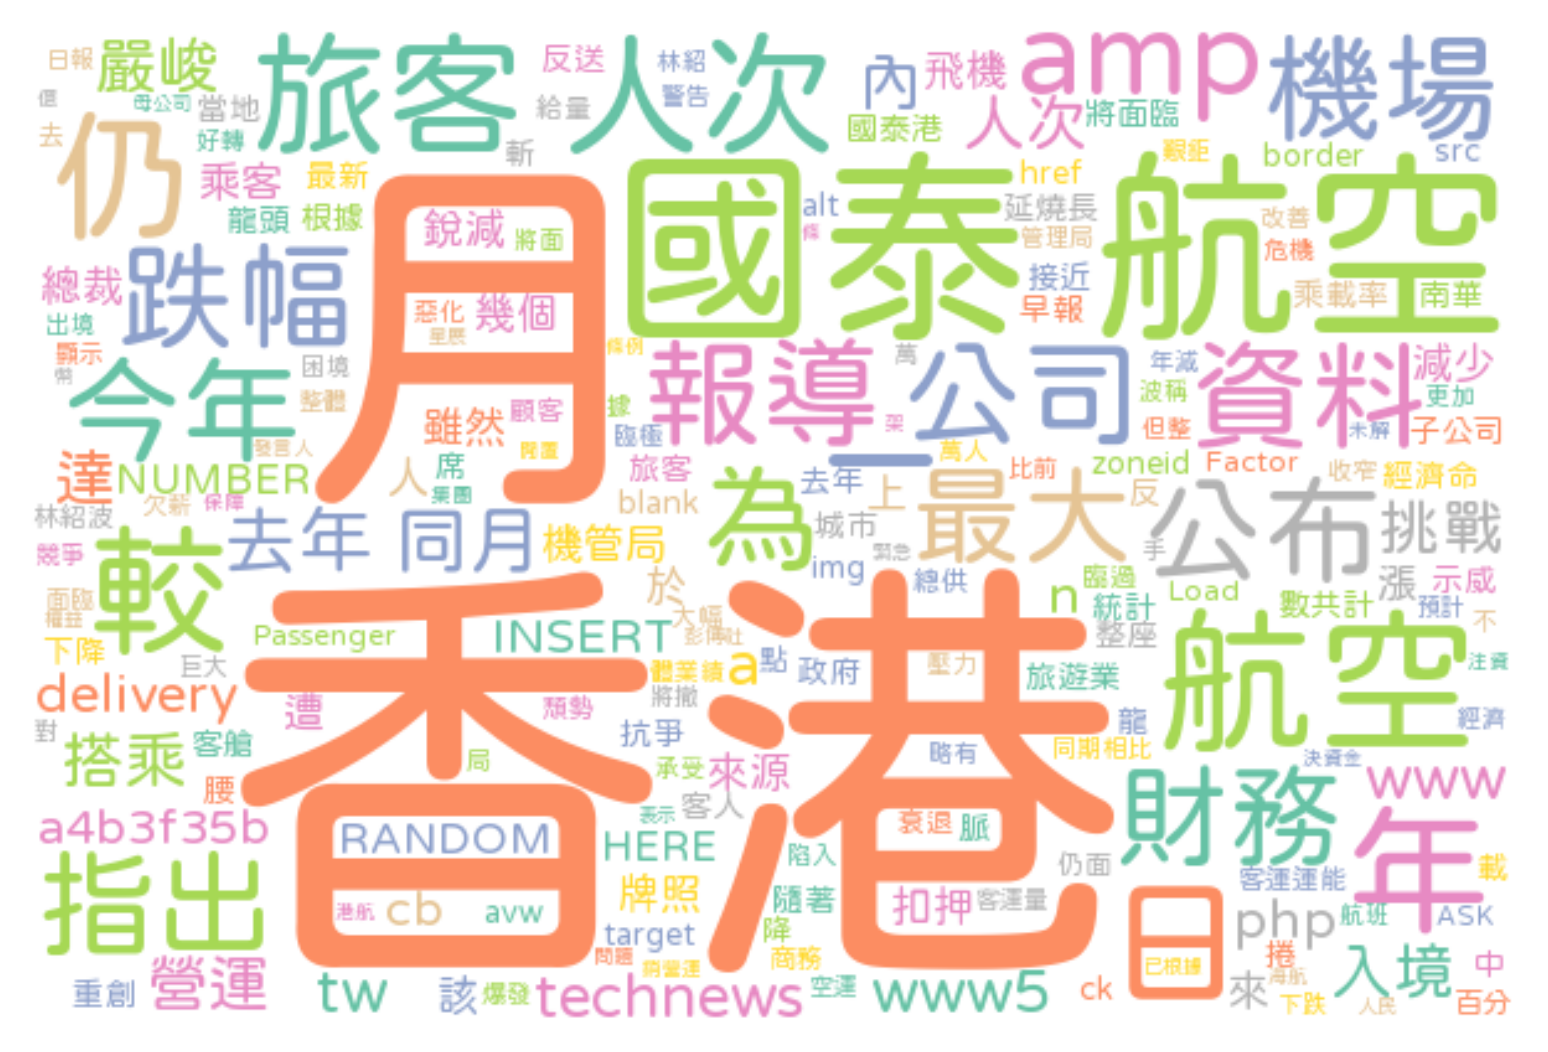 日報 嚴峻 旅客 人次 反送 林紹 內 飛機 amp 機場
母公司 當地 給量 警告 人次 將面臨
去 仍 好轉 國泰港
斬 艱鉅 border src
乘客 最新 國泰 航空 href
龍頭 根據 月 銳減 將面 alt 延燒長 改善
條 管理局 危機
總裁 跌幅 惡化 幾個 接近 乘載率 南華
出境 星展 早報
顯示 今年 困境 條例 報導 萬 公司 年減 資料 減少
幣 整體 雖然 顧客 據 一 波稱 更加
發言人 臨極 架 但整 未解 子公司
達 NUMBER 人 席 旅客 去年 萬人 zoneid Factor 收窄 經濟命
欠薪 保障 集團 blank 為 上 最大 比前 反
林紹波 去年 同月 機管局 城市 公布 挑戰
競爭 較 緊急 手
img 總供 臨過 漲 示威
面臨 權益 香港 於 n 統計 Load 數共計 預計
Passenger INSERT 大幅 整座 航空 不
下降 巨大 體業績 a 點 政府 壓力 旅遊業 注資
delivery 遭 頹勢 將撤
對 搭乘 客艙 抗爭 龍 經濟
局 略有 同期相比
腰 承受 來源 決資金
a4b3f35b 表示 客人 財務 www
RANDOM HERE 衰退 脈 年
指出 陷入 仍面 載
港航 cb avw 牌照 隨著 扣押 客運量 日 客運運能
target 降 php 航班 ASK
重創 營運 問題 商務 已根據 捲 入境 中
tw 該 爆發 technews 空運 www5 ck 來 海航 下跌 人民 百分